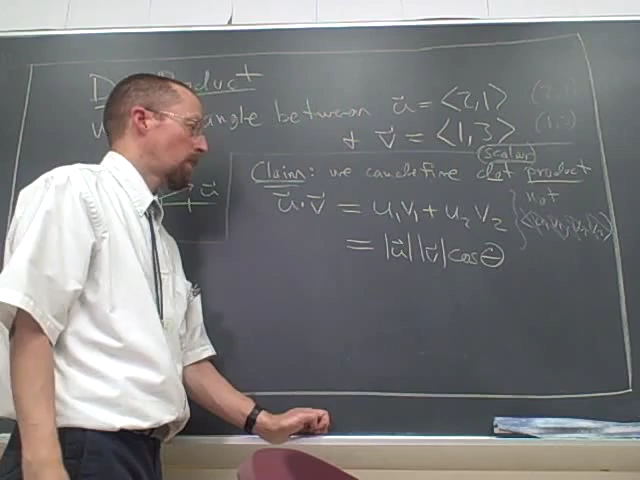 Product
angle between u⃗ = <2,1>
+ v⃗ = <1,3>
(scalar)
Claim: we can define dot product
u⃗ · v⃗ = u₁v₁ + u₂v₂ } not
= |u⃗| |v⃗| cos θ
u⃗